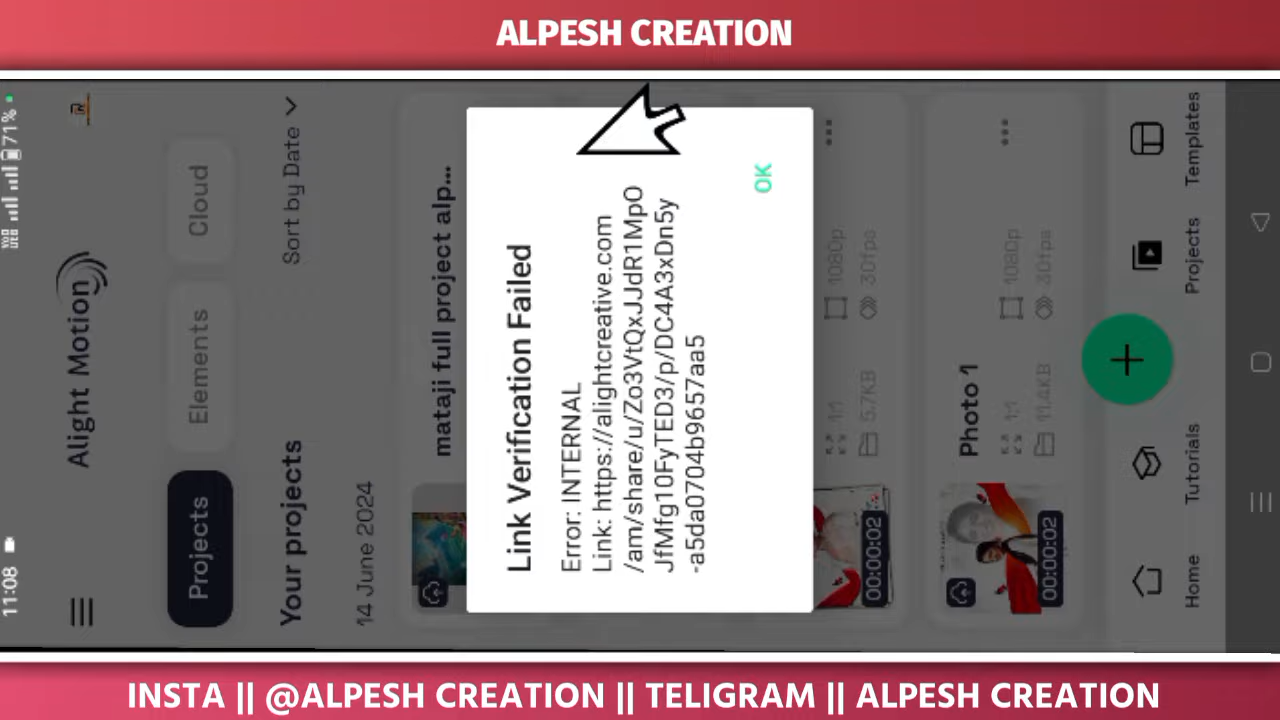 ALPESH CREATION
11:08
71%
Alight Motion
Projects
Elements
Cloud
Your projects
Sort by Date
14 June 2024
mataji full project alp...
Link Verification Failed
Error: INTERNAL
Link: https://alightcreative.com
/am/share/u/Zo3VtQxJJdR1MpO
JfMfg10FyTED3/p/DC4A3xDn5y
-a5da0704b9657aa5
OK
00:00:02
1:1
1080p
5.7KB
30fps
Photo 1
00:00:02
1:1
1080p
11.4KB
30fps
Home
Tutorials
Projects
Templates
INSTA || @ALPESH CREATION || TELIGRAM || ALPESH CREATION